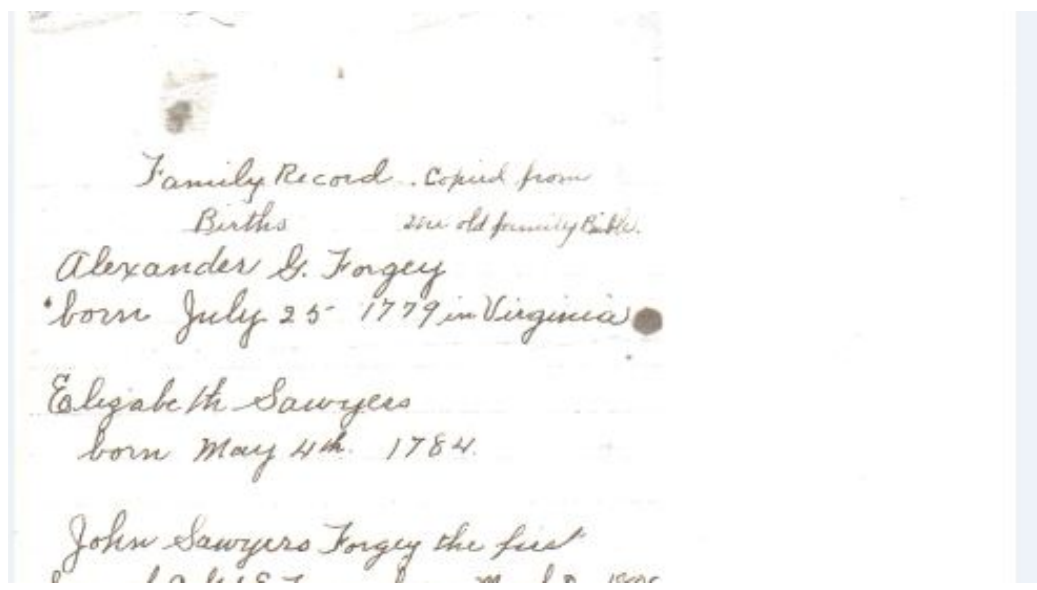 Family Record. Copied from
Births the old family Bible.
Alexander G. Forgey
born July 25 1779 in Virginia
Elizabeth Sawyers
born May 4th. 1784.
John Sawyers Forgey the first